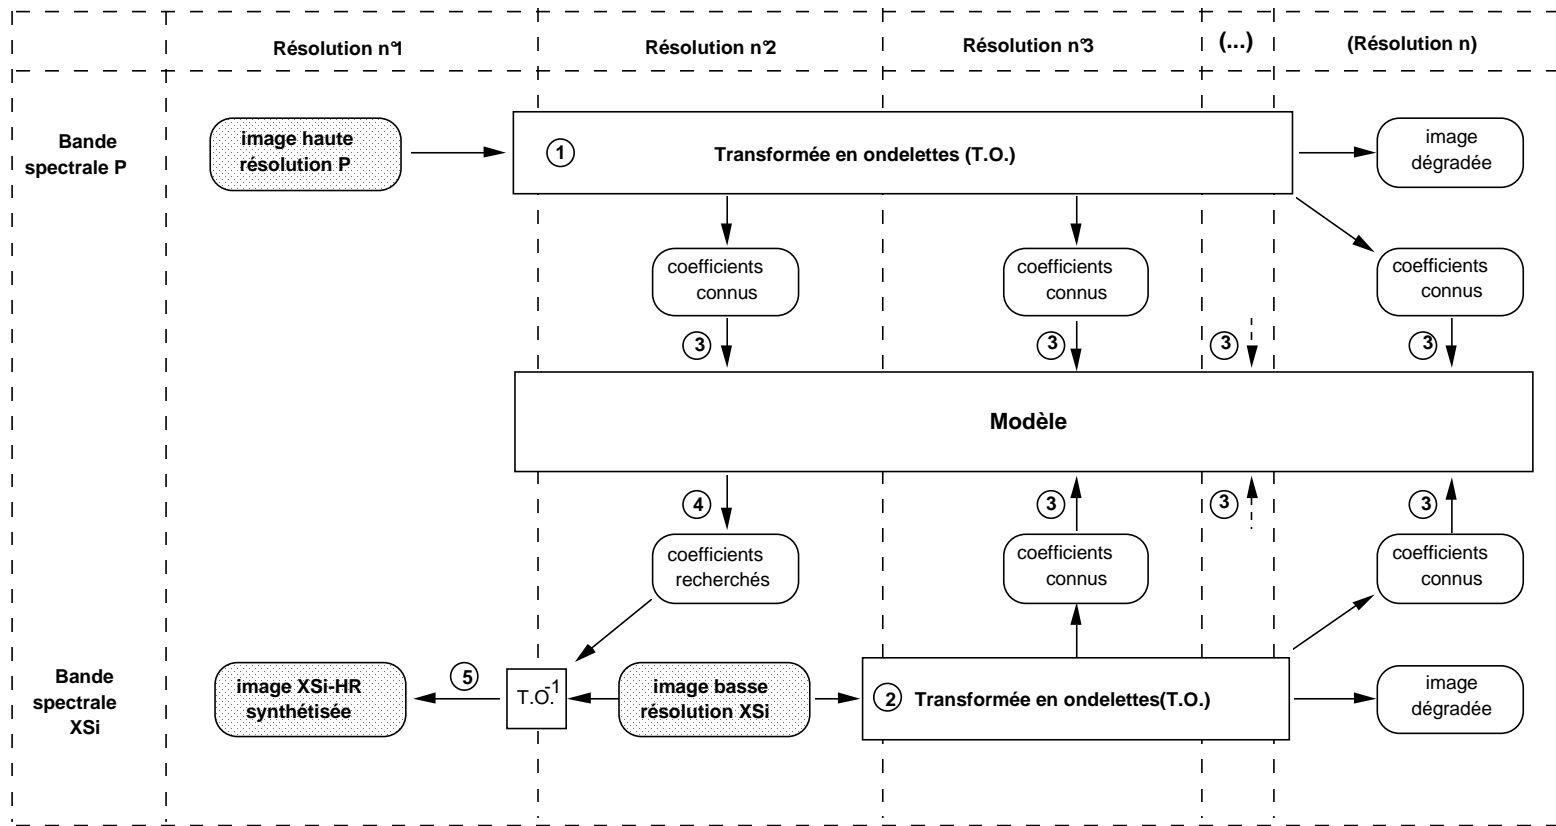 Résolution n°1
Résolution n°2
Résolution n°3
(...)
(Résolution n)
Bande
spectrale P
image haute
résolution P
1
Transformée en ondelettes (T.O.)
image
dégradée
coefficients
connus
coefficients
connus
coefficients
connus
3
3
3
3
Modèle
4
3
3
3
coefficients
recherchés
coefficients
connus
coefficients
connus
Bande
spectrale
XSi
image XSi-HR
synthétisée
5
T.O.-1
image basse
résolution XSi
2
Transformée en ondelettes(T.O.)
image
dégradée